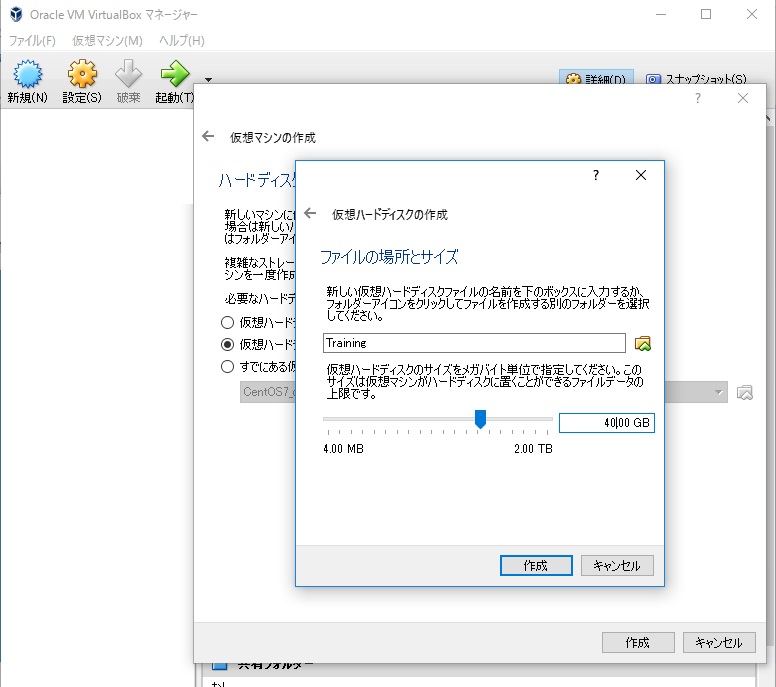 Oracle VM VirtualBox マネージャー
ファイル(F) 仮想マシン(M) ヘルプ(H)
新規(N) 設定(S) 破棄 起動(T)
詳細(D) スナップショット(S)
仮想マシンの作成
ハードディス
新しいマシンに
場合は新しい
はフォルダーアイ
複雑なストレー
シンを一度作成
必要なハードデ
仮想ハード
仮想ハード
すでにある仮
CentOS7_
仮想ハードディスクの作成
ファイルの場所とサイズ
新しい仮想ハードディスクファイルの名前を下のボックスに入力するか、
フォルダーアイコンをクリックしてファイルを作成する別のフォルダーを選択
してください。
Training
仮想ハードディスクのサイズをメガバイト単位で指定してください。この
サイズは仮想マシンがハードディスクに置くことができるファイルデータの
上限です。
40.00 GB
4.00 MB 2.00 TB
作成 キャンセル
作成 キャンセル
共有フォルダー